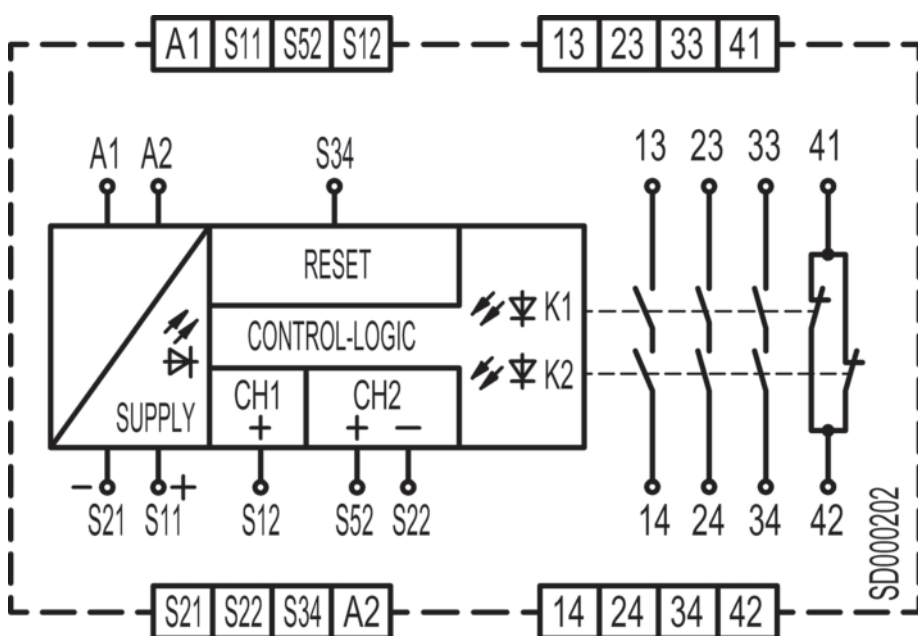 A1 S11 S52 S12 13 23 33 41
A1 A2 S34 13 23 33 41
RESET
K1
CONTROL-LOGIC
K2
CH1 CH2
SUPPLY + + −
− + 
S21 S11 S12 S52 S22 14 24 34 42
SD000202
S21 S22 S34 A2 14 24 34 42